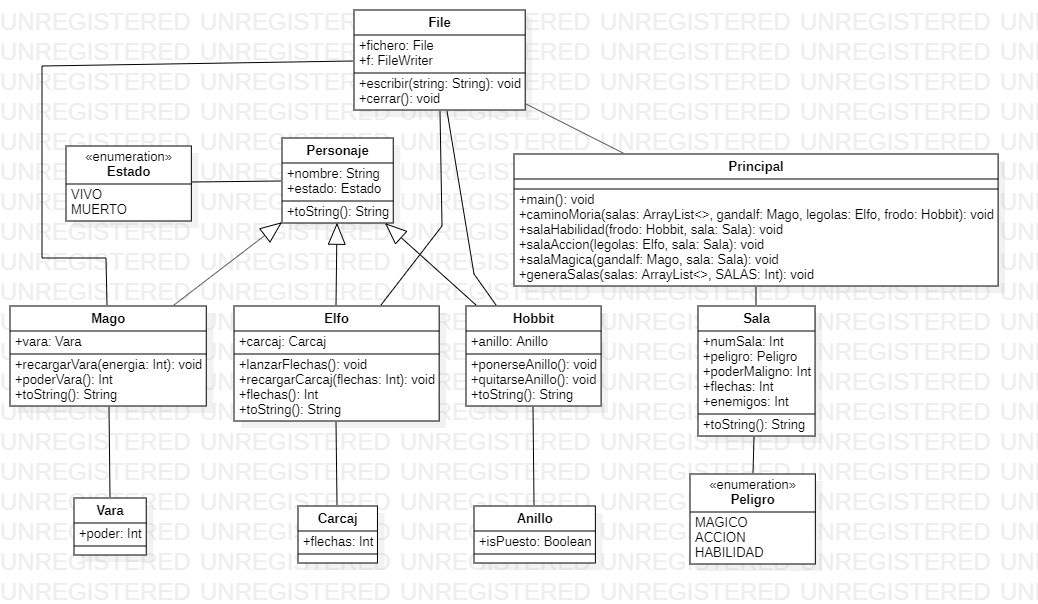 File
+fichero: File
+f: FileWriter
+escribir(string: String): void
+cerrar(): void
«enumeration»
Estado
VIVO
MUERTO
Personaje
+nombre: String
+estado: Estado
+toString(): String
Principal
+main(): void
+caminoMoria(salas: ArrayList<>, gandalf: Mago, legolas: Elfo, frodo: Hobbit): void
+salaHabilidad(frodo: Hobbit, sala: Sala): void
+salaAccion(legolas: Elfo, sala: Sala): void
+salaMagica(gandalf: Mago, sala: Sala): void
+generaSalas(salas: ArrayList<>, SALAS: Int): void
Mago
+vara: Vara
+recargarVara(energia: Int): void
+poderVara(): Int
+toString(): String
Elfo
+carcaj: Carcaj
+lanzarFlechas(): void
+recargarCarcaj(flechas: Int): void
+flechas(): Int
+toString(): String
Hobbit
+anillo: Anillo
+ponerseAnillo(): void
+quitarseAnillo(): void
+toString(): String
Sala
+numSala: Int
+peligro: Peligro
+poderMaligno: Int
+flechas: Int
+enemigos: Int
+toString(): String
Vara
+poder: Int
Carcaj
+flechas: Int
Anillo
+isPuesto: Boolean
«enumeration»
Peligro
MAGICO
ACCION
HABILIDAD